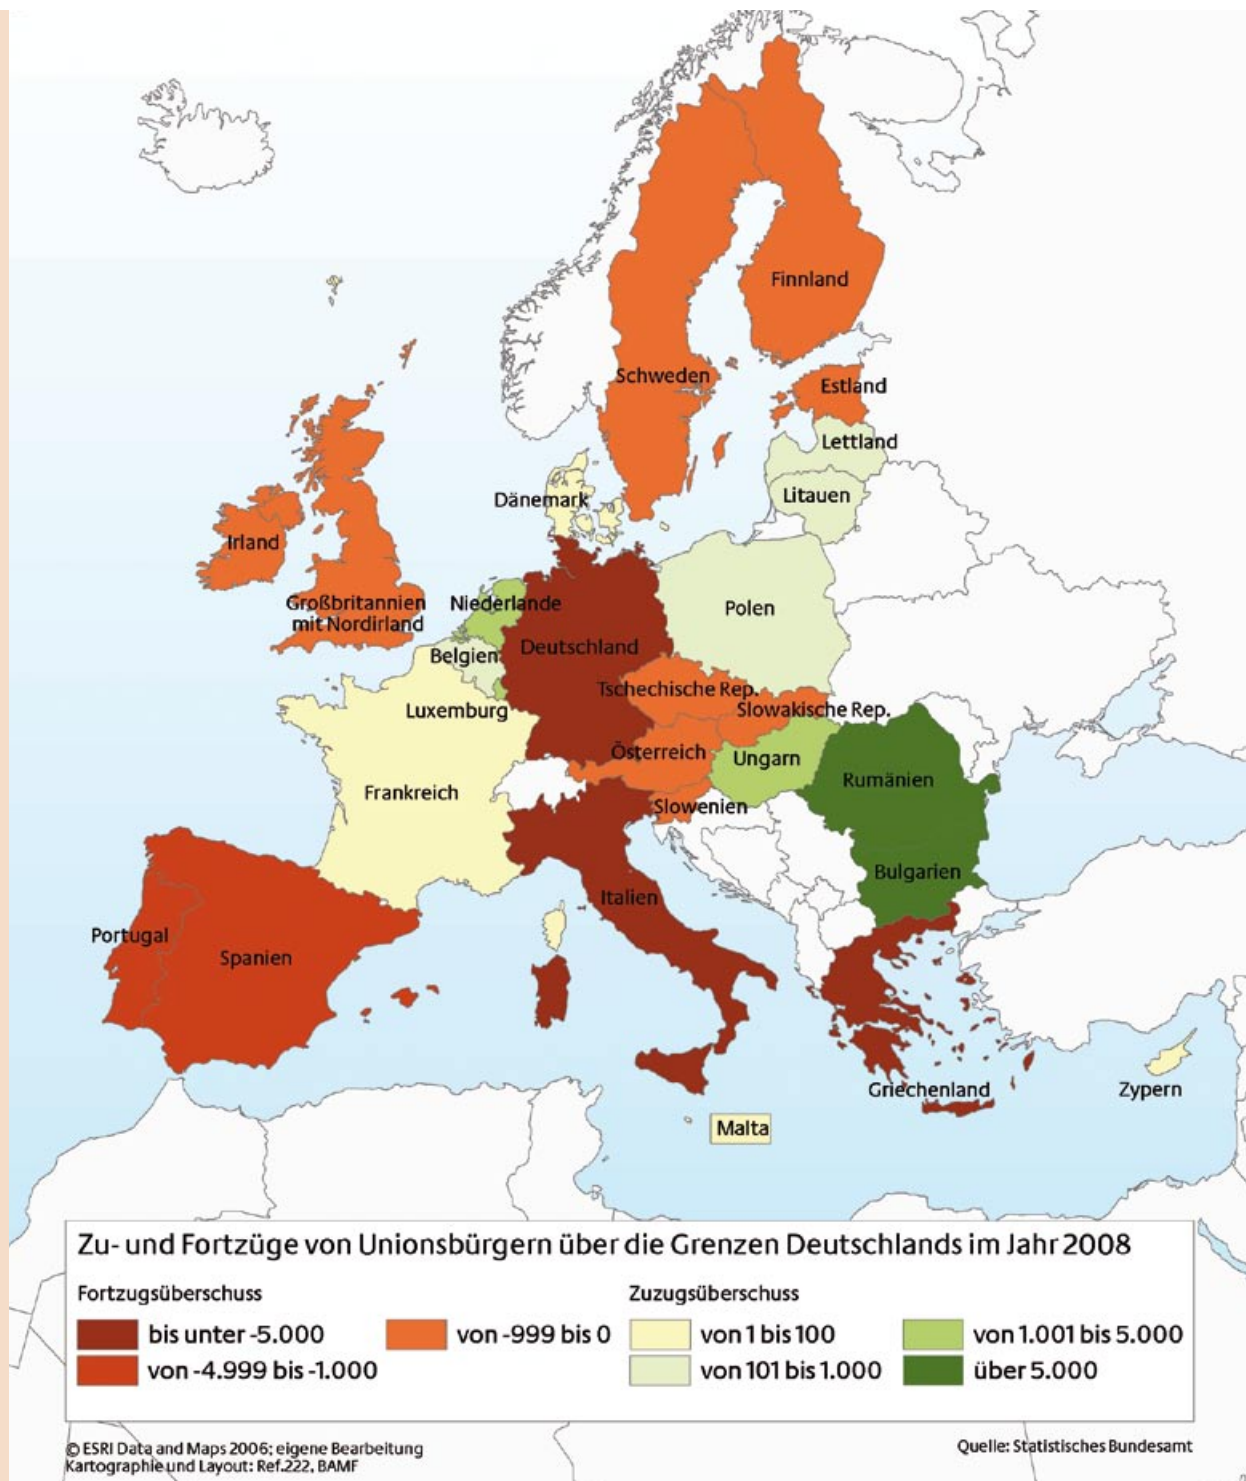 Finnland
Schweden
Estland
Lettland
Dänemark
Litauen
Irland
Großbritannien
mit Nordirland
Niederlande
Polen
Deutschland
Belgien
Tschechische Rep.
Luxemburg
Slowakische Rep.
Österreich
Ungarn
Rumänien
Frankreich
Slowenien
Bulgarien
Italien
Portugal
Spanien
Griechenland
Zypern
Malta
Zu- und Fortzüge von Unionsbürgern über die Grenzen Deutschlands im Jahr 2008
Fortzugsüberschuss
bis unter -5.000
von -999 bis 0
von -4.999 bis -1.000
Zuzugsüberschuss
von 1 bis 100
von 1.001 bis 5.000
von 101 bis 1.000
über 5.000
© ESRI Data and Maps 2006; eigene Bearbeitung
Kartographie und Layout: Ref.222, BAMF
Quelle: Statistisches Bundesamt